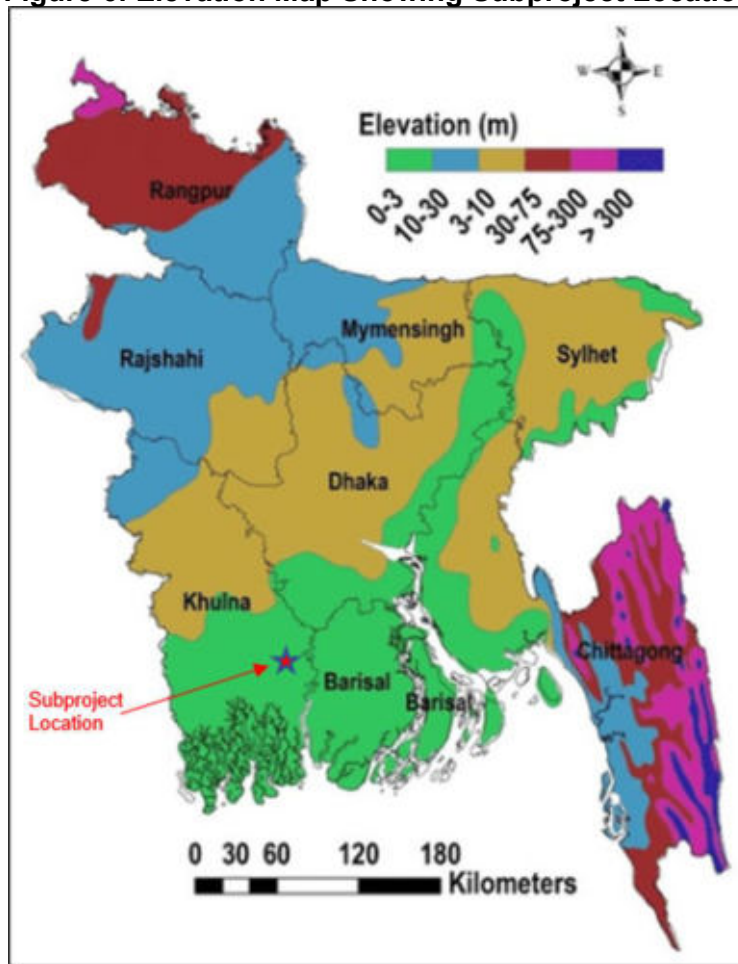 Figure 6: Elevation Map Showing Subproject Locatio
N
W E
S
Elevation (m)
0-3
10-30
3-10
30-75
75-300
> 300
Rangpur
Mymensingh
Sylhet
Rajshahi
Dhaka
Khulna
Chittagong
Barisal
Barisal
Subproject
Location
0 30 60 120 180
Kilometers